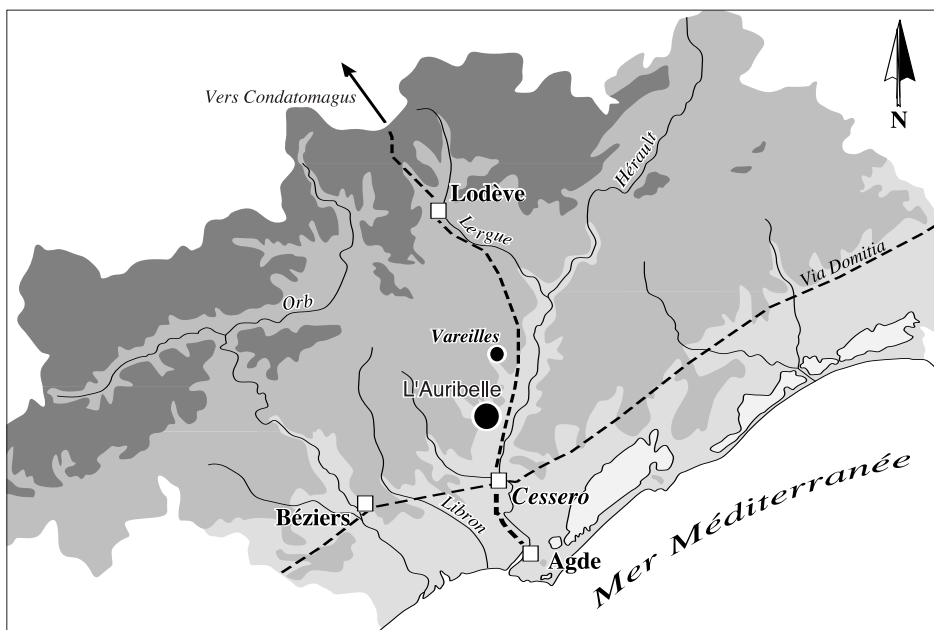 Vers Condatomagus
N
Hérault
Lodève
Lergue
Via Domitia
Orb
Vareilles
L'Auribelle
Cessero
Béziers
Libron
Agde
Mer Méditerranée